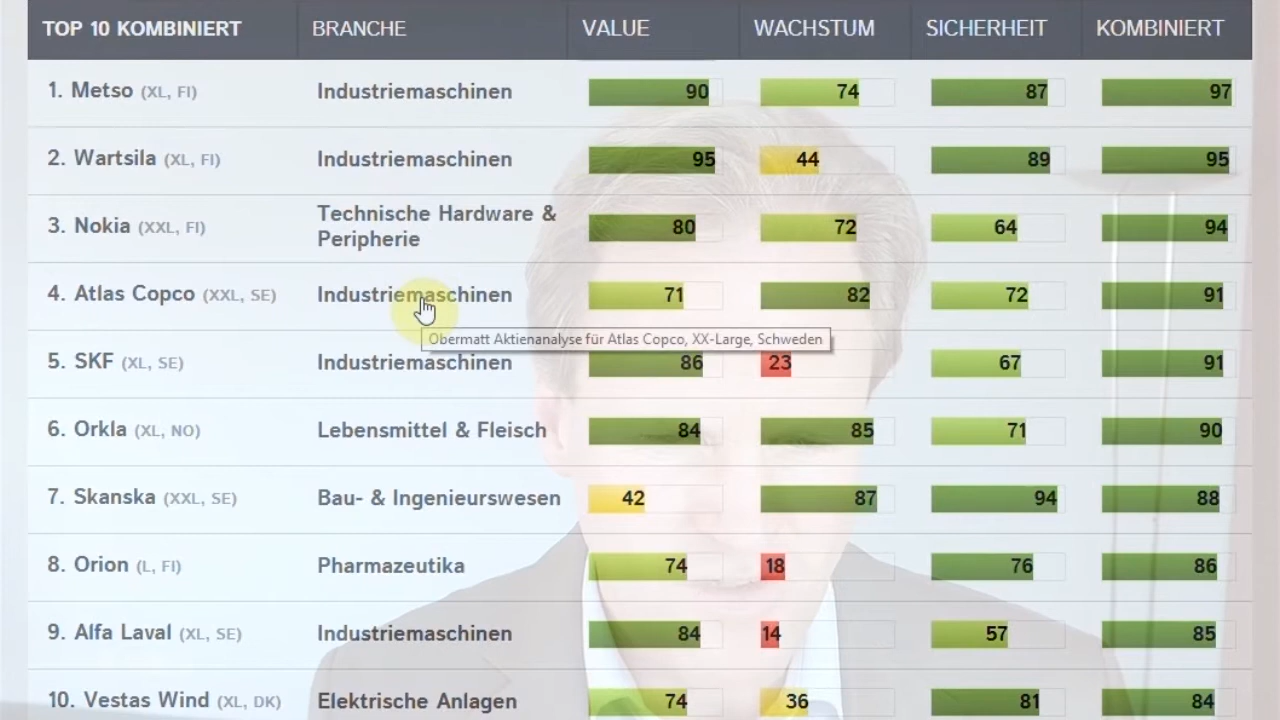 TOP 10 KOMBINIERT BRANCHE VALUE WACHSTUM SICHERHEIT KOMBINIERT
1. Metso (XL, FI) Industriemaschinen 90 74 87 97
2. Wartsila (XL, FI) Industriemaschinen 95 44 89 95
3. Nokia (XXL, FI) Technische Hardware & Peripherie 80 72 64 94
4. Atlas Copco (XXL, SE) Industriemaschinen 71 82 72 91
Obermatt Aktienanalyse für Atlas Copco, XX-Large, Schweden
5. SKF (XL, SE) Industriemaschinen 86 23 67 91
6. Orkla (XL, NO) Lebensmittel & Fleisch 84 85 71 90
7. Skanska (XXL, SE) Bau- & Ingenieurswesen 42 87 94 88
8. Orion (L, FI) Pharmazeutika 74 18 76 86
9. Alfa Laval (XL, SE) Industriemaschinen 84 14 57 85
10. Vestas Wind (XL, DK) Elektrische Anlagen 74 36 81 84